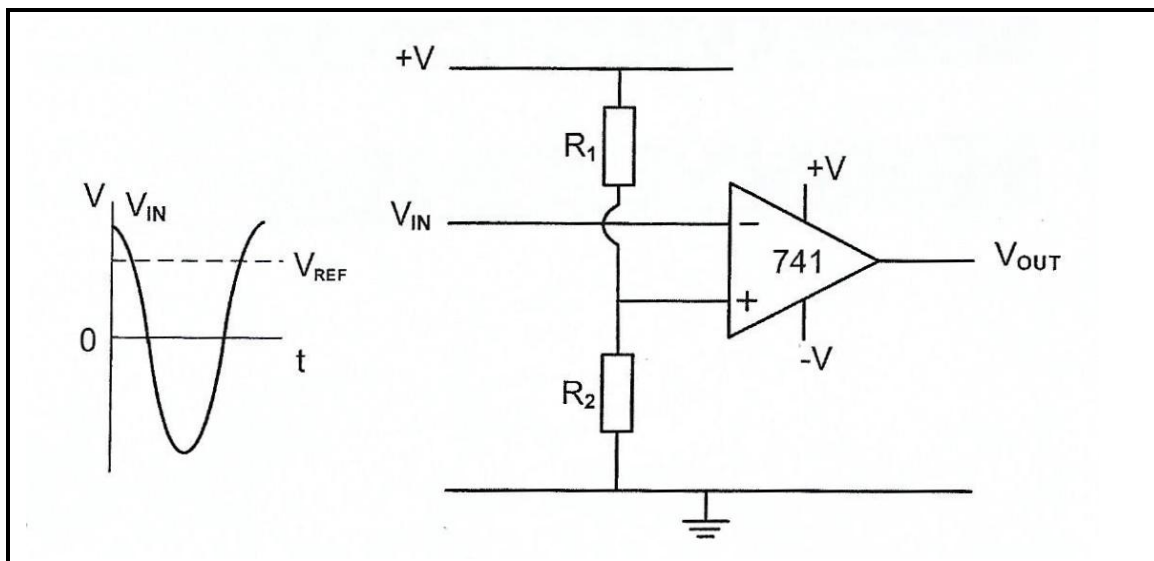 +V
R₁
+V
V V_IN
V_IN
−
741
V_OUT
V_REF
+
0
t
-V
R₂